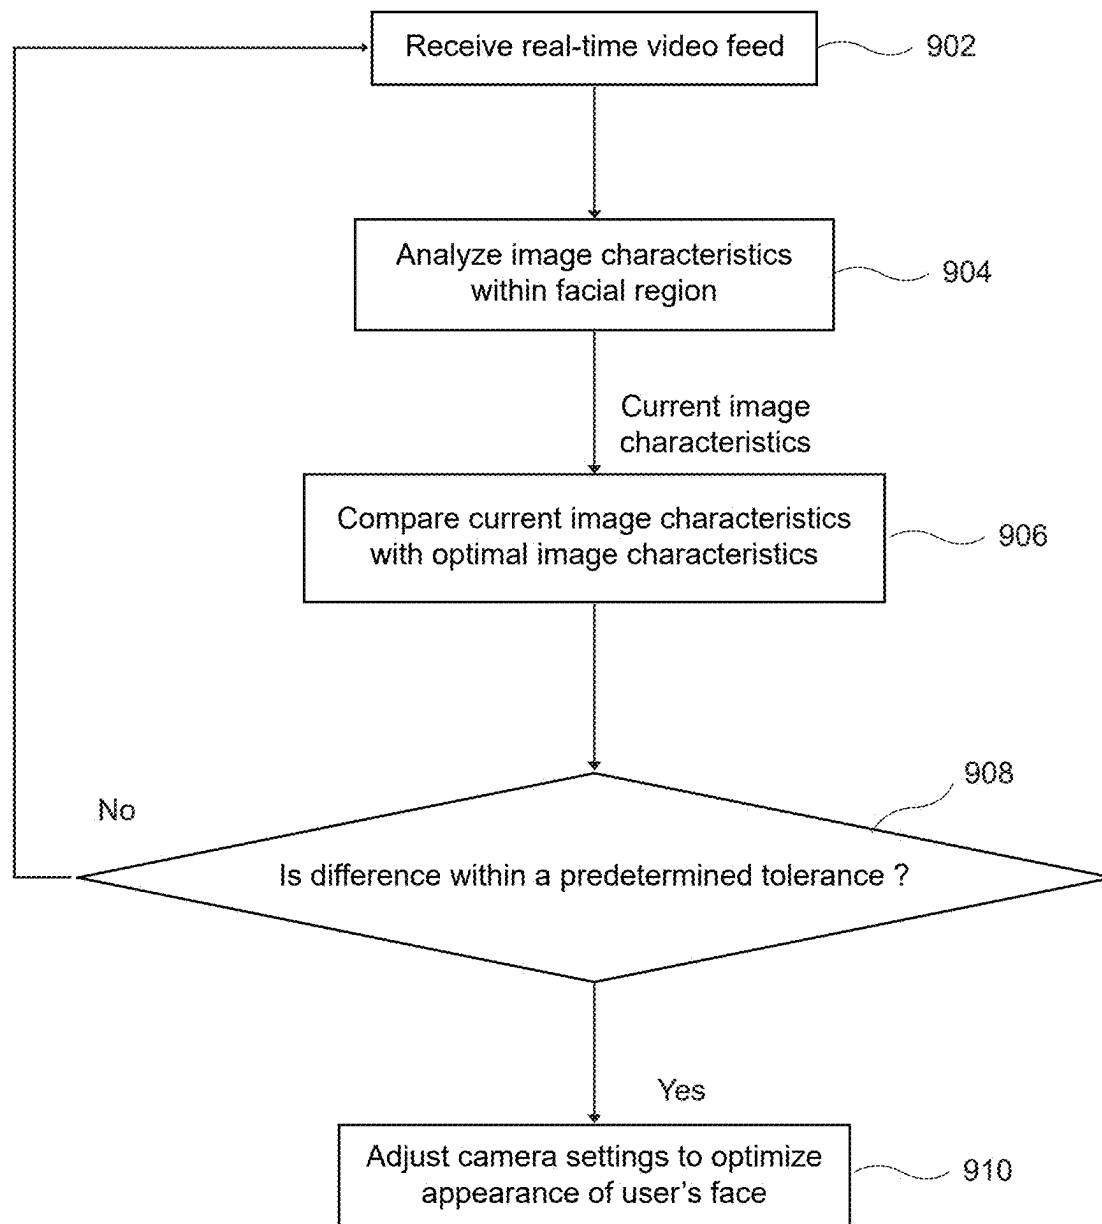 Receive real-time video feed
902
Analyze image characteristics
within facial region
904
Current image
characteristics
Compare current image characteristics
with optimal image characteristics
906
908
No
Is difference within a predetermined tolerance ?
Yes
Adjust camera settings to optimize
appearance of user's face
910